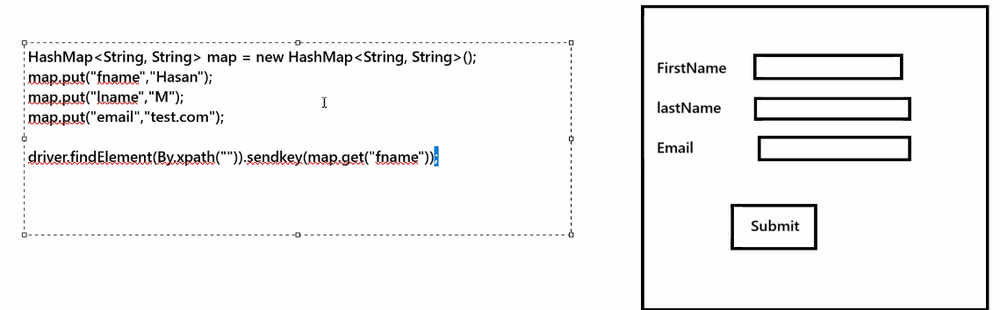 HashMap<String, String> map = new HashMap<String, String>();
map.put("fname","Hasan");
map.put("lname","M");
map.put("email","test.com");
driver.findElement(By.xpath("")).sendkey(map.get("fname"));
FirstName
lastName
Email
Submit